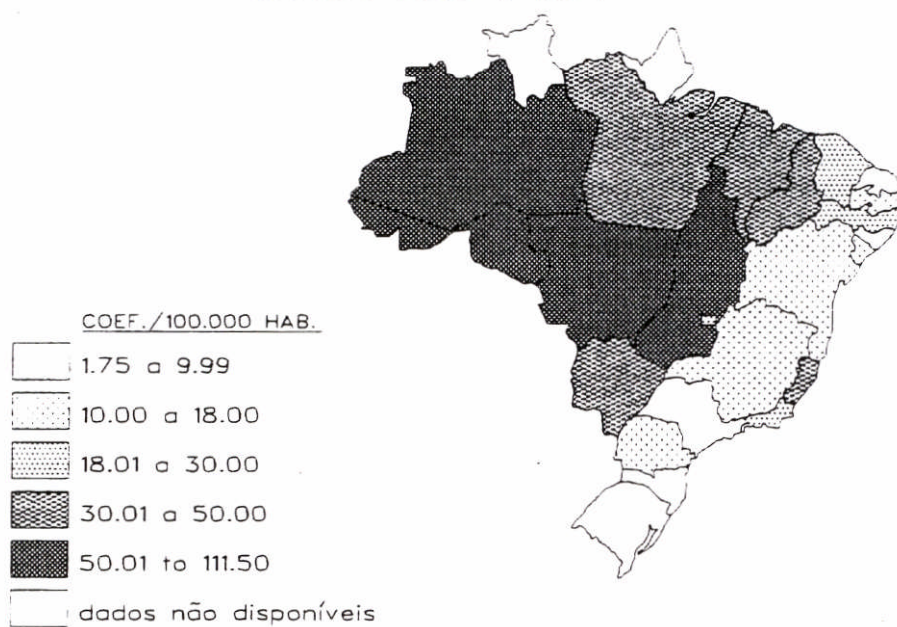 COEF./100.000 HAB.
1.75 a 9.99
10.00 a 18.00
18.01 a 30.00
30.01 a 50.00
50.01 to 111.50
dados não disponíveis